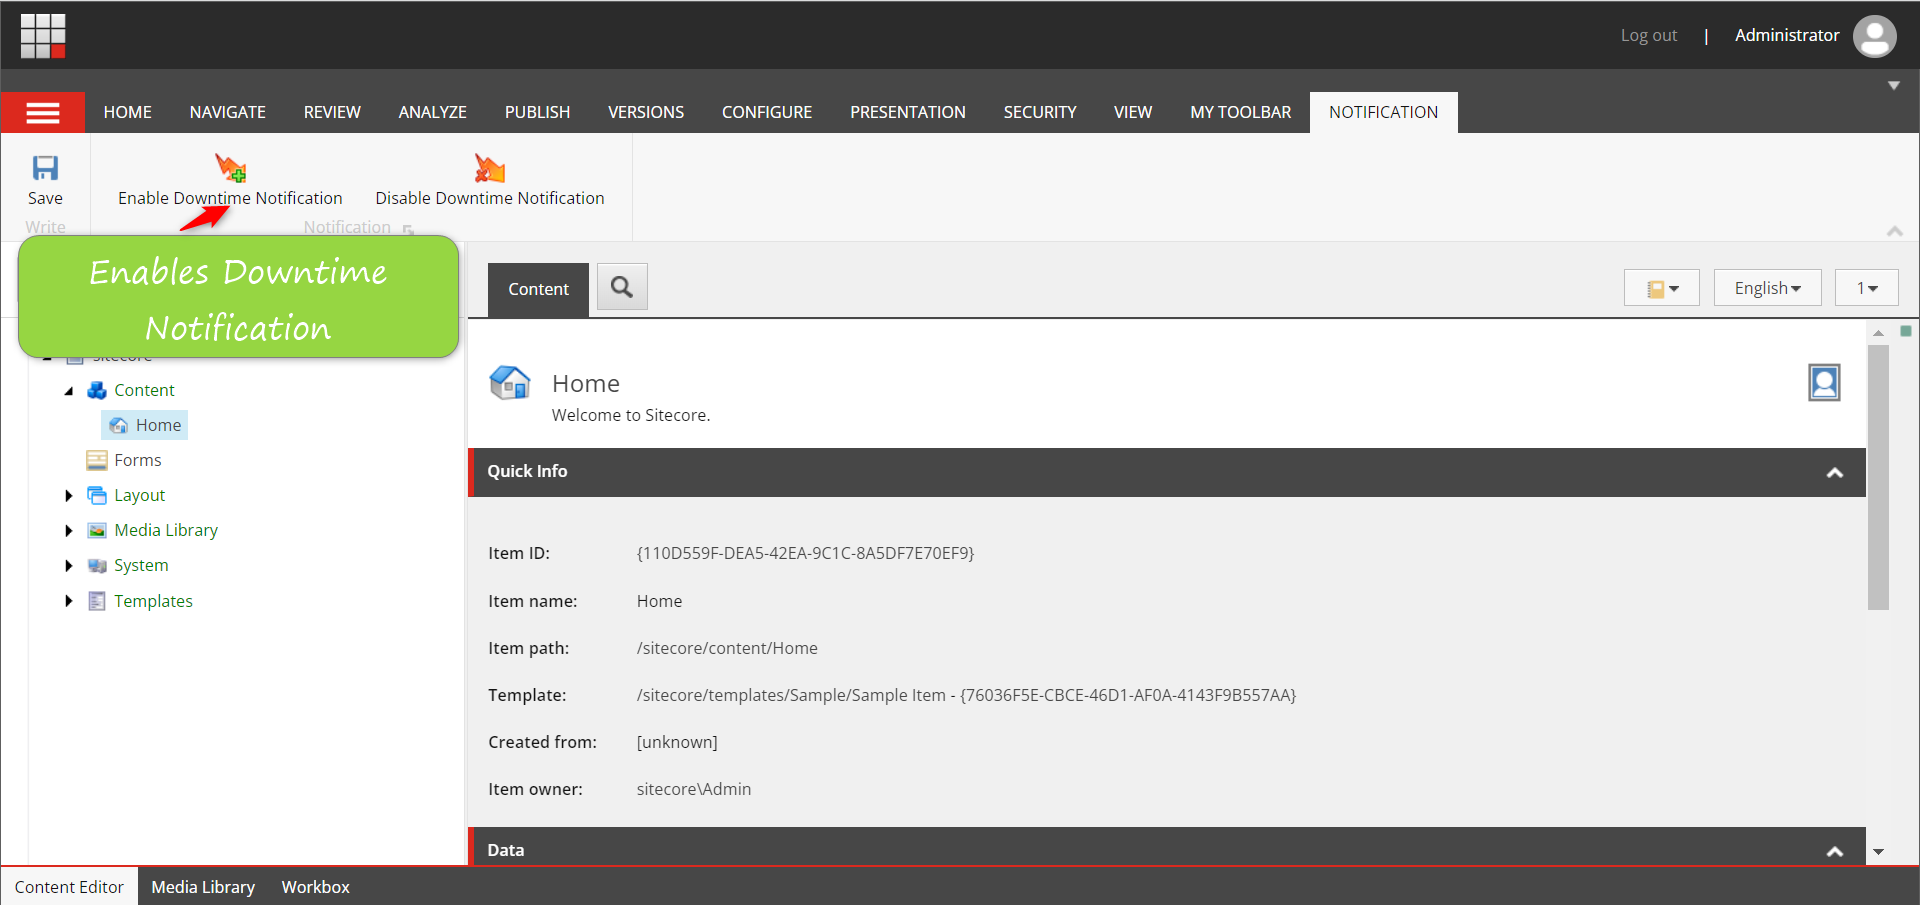 Log out | Administrator
HOME NAVIGATE REVIEW ANALYZE PUBLISH VERSIONS CONFIGURE PRESENTATION SECURITY VIEW MY TOOLBAR NOTIFICATION
Save Enable Downtime Notification Disable Downtime Notification
Write Notification
Enables Downtime
Notification
Content English 1
sitecore
Content
Home
Forms
Layout
Media Library
System
Templates
Home
Welcome to Sitecore.
Quick Info
Item ID: {110D559F-DEA5-42EA-9C1C-8A5DF7E70EF9}
Item name: Home
Item path: /sitecore/content/Home
Template: /sitecore/templates/Sample/Sample Item - {76036F5E-CBCE-46D1-AF0A-4143F9B557AA}
Created from: [unknown]
Item owner: sitecore\Admin
Data
Content Editor Media Library Workbox